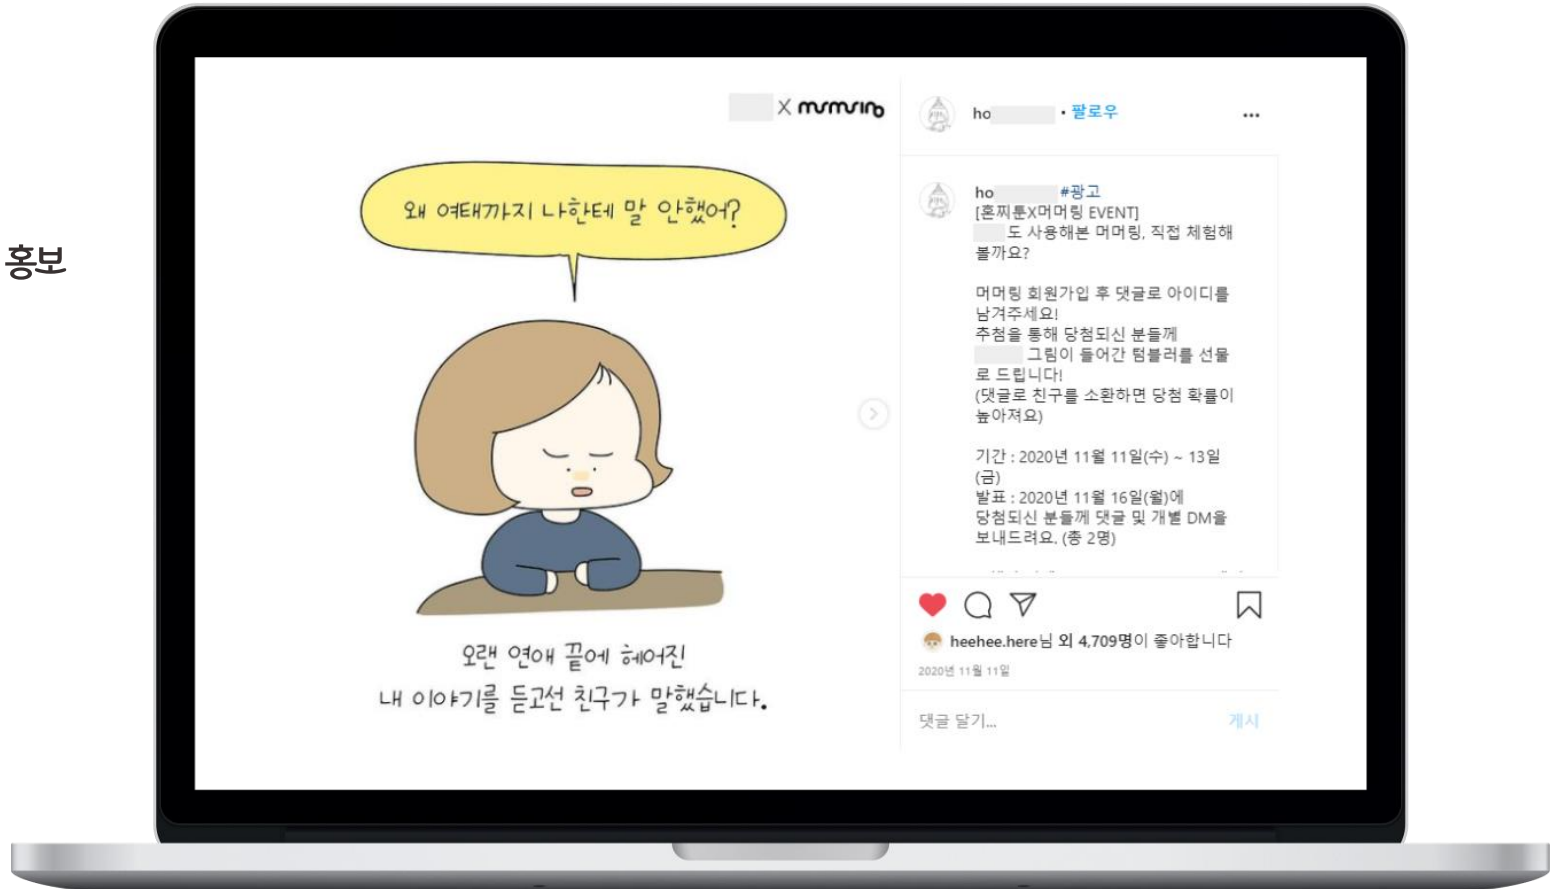 홍보
X murmurinG
왜 여태까지 나한테 말 안했어?
오랜 연애 끝에 헤어진
내 이야기를 듣고선 친구가 말했습니다.
ho • 팔로우
ho #광고
[혼찌툰X머머링 EVENT]
도 사용해본 머머링, 직접 체험해
볼까요?
머머링 회원가입 후 댓글로 아이디를
남겨주세요!
추첨을 통해 당첨되신 분들께
그림이 들어간 텀블러를 선물
로 드립니다!
(댓글로 친구를 소환하면 당첨 확률이
높아져요)
기간 : 2020년 11월 11일(수) ~ 13일
(금)
발표 : 2020년 11월 16일(월)에
당첨되신 분들께 댓글 및 개별 DM을
보내드려요. (총 2명)
heehee.here님 외 4,709명이 좋아합니다
2020년 11월 11일
댓글 달기...
게시